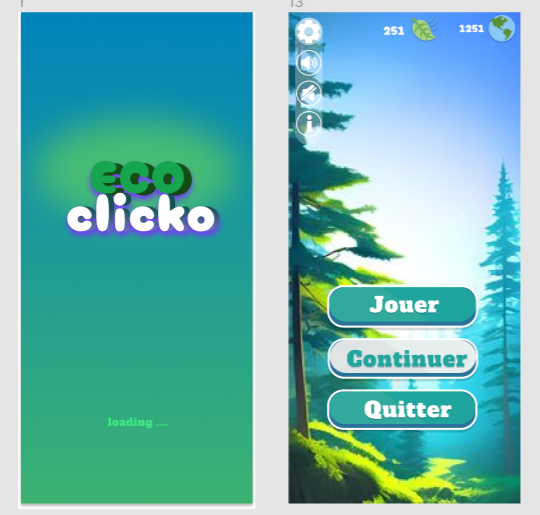 1
13
ECO
clicko
loading ....
251
1251
i
Jouer
Continuer
Quitter